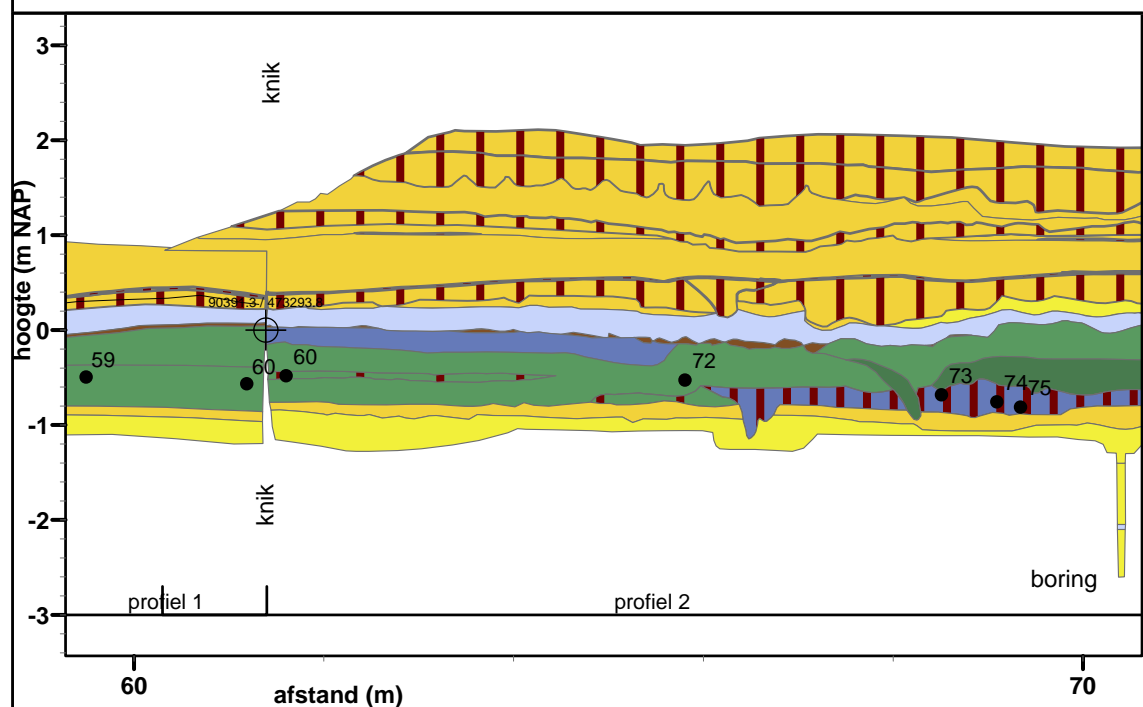 3
knik
2
hoogte (m NAP)
1
0
59
60
60
72
73
74
75
-1
knik
-2
boring
profiel 1
profiel 2
-3
60
afstand (m)
70